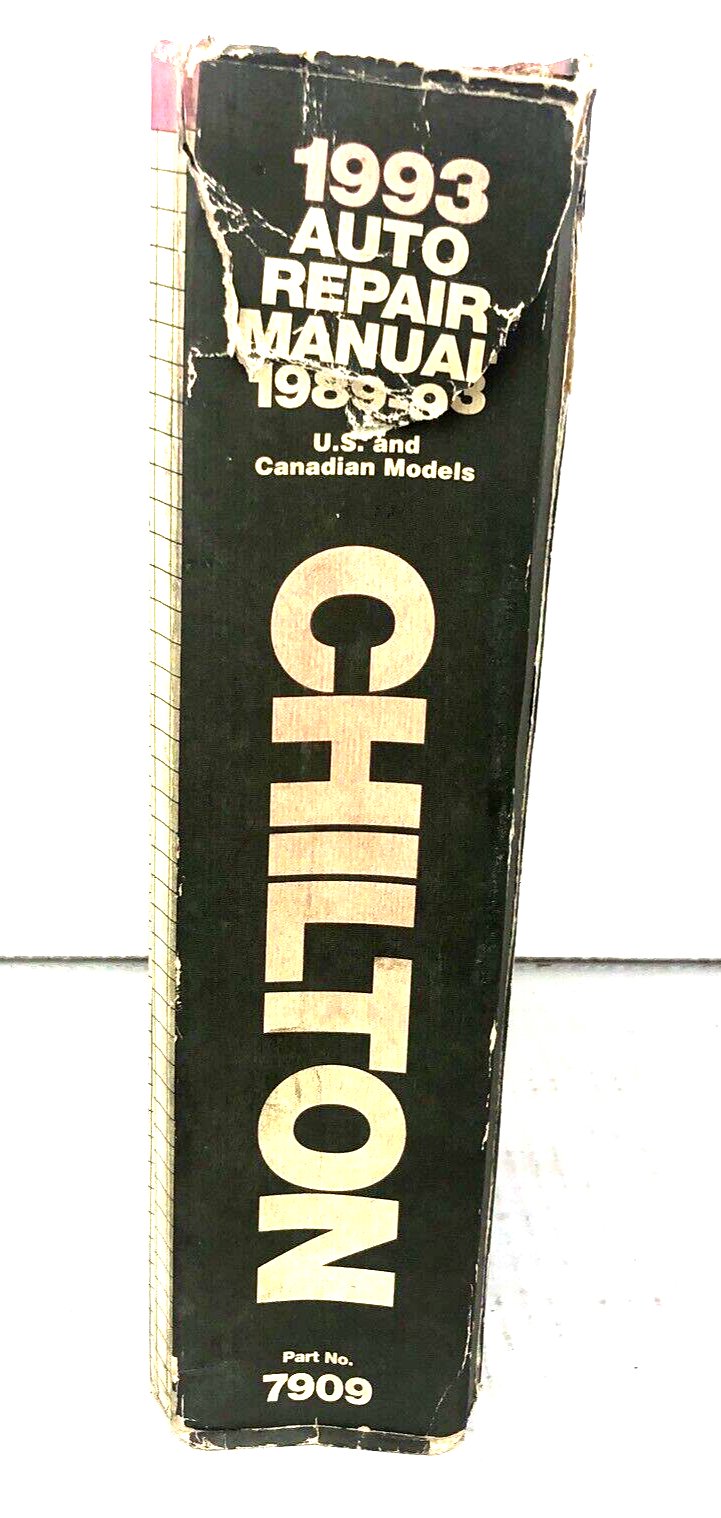 1993
AUTO
REPAIR
MANUAL
1989-93
U.S. and
Canadian Models
CHILTON
Part No.
7909